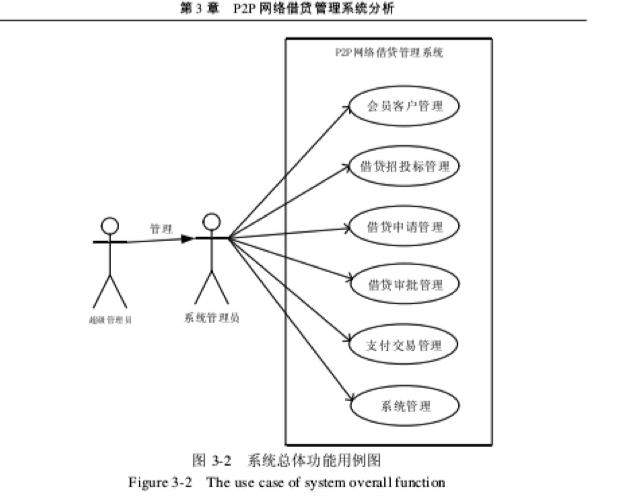 第 3 章 P2P 网络借贷管理系统分析
P2P网络借贷管理系统
会员客户管理
借贷招投标管理
借贷申请管理
管理
借贷审批管理
超级管理员
系统管理员
支付交易管理
系统管理
图 3-2 系统总体功能用例图
Figure 3-2 The use case of system overall function